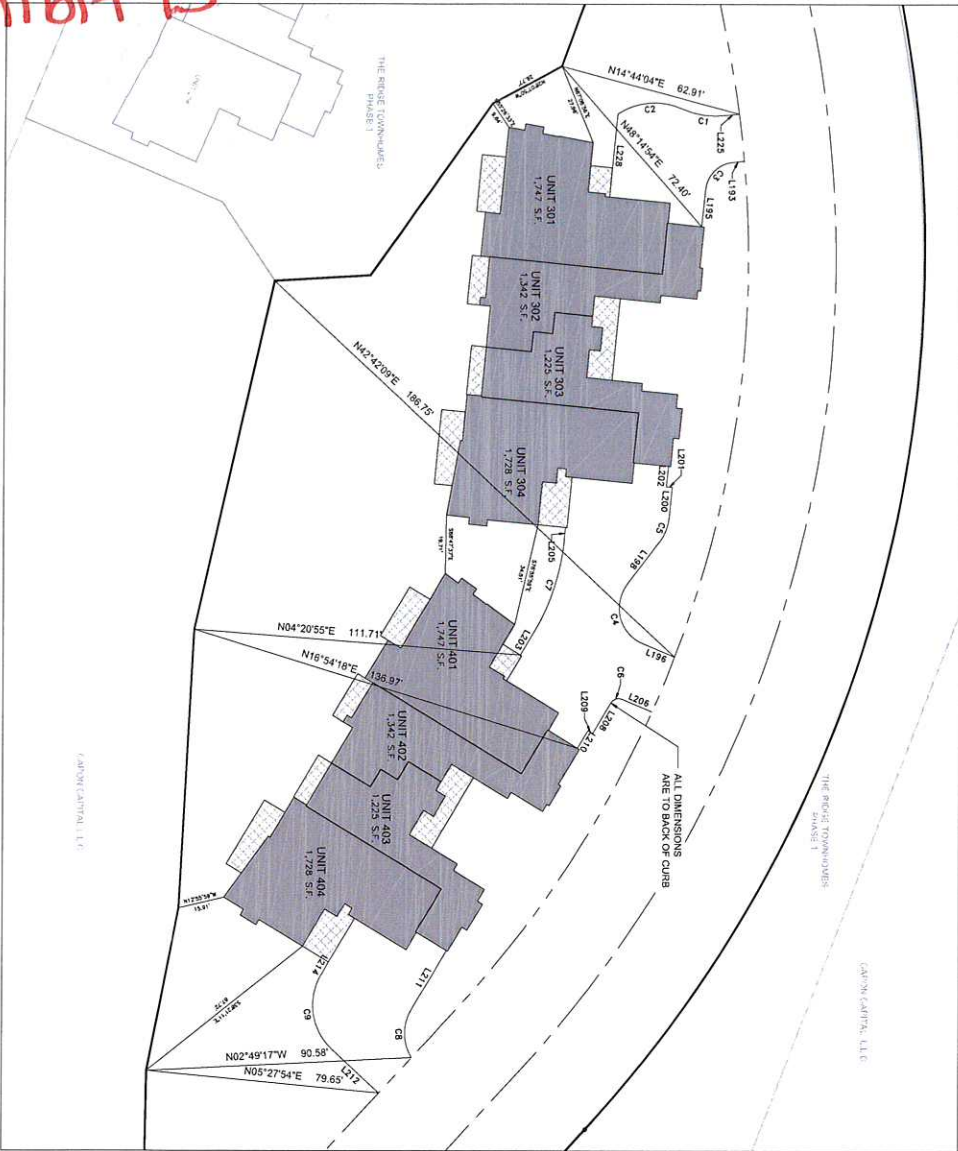 THE RIDGE TOWNHOMES
PHASE 1
N14°44'04"E 62.91'
C2
C1
L225
L193
N48°14'54"E 72.40'
L228
L195
UNIT 301
1,747 S.F.
UNIT 302
1,342 S.F.
UNIT 303
1,225 S.F.
UNIT 304
1,728 S.F.
L201
L202
L200
C5
L198
C4
L196
L205
C7
L203
N42°42'09"E 186.75'
N04°20'55"E 111.71'
N16°54'18"E 136.97'
C6
L206
L208
L209
L210
ALL DIMENSIONS
ARE TO BACK OF CURB
UNIT 401
1,747 S.F.
UNIT 402
1,342 S.F.
UNIT 403
1,225 S.F.
UNIT 404
1,728 S.F.
L211
L214
C9
C8
L212
N02°49'17"W 90.58'
N05°27'54"E 79.65'
THE RIDGE TOWNHOMES
PHASE 1
CAPON CAPITAL LLC
CAPON CAPITAL LLC